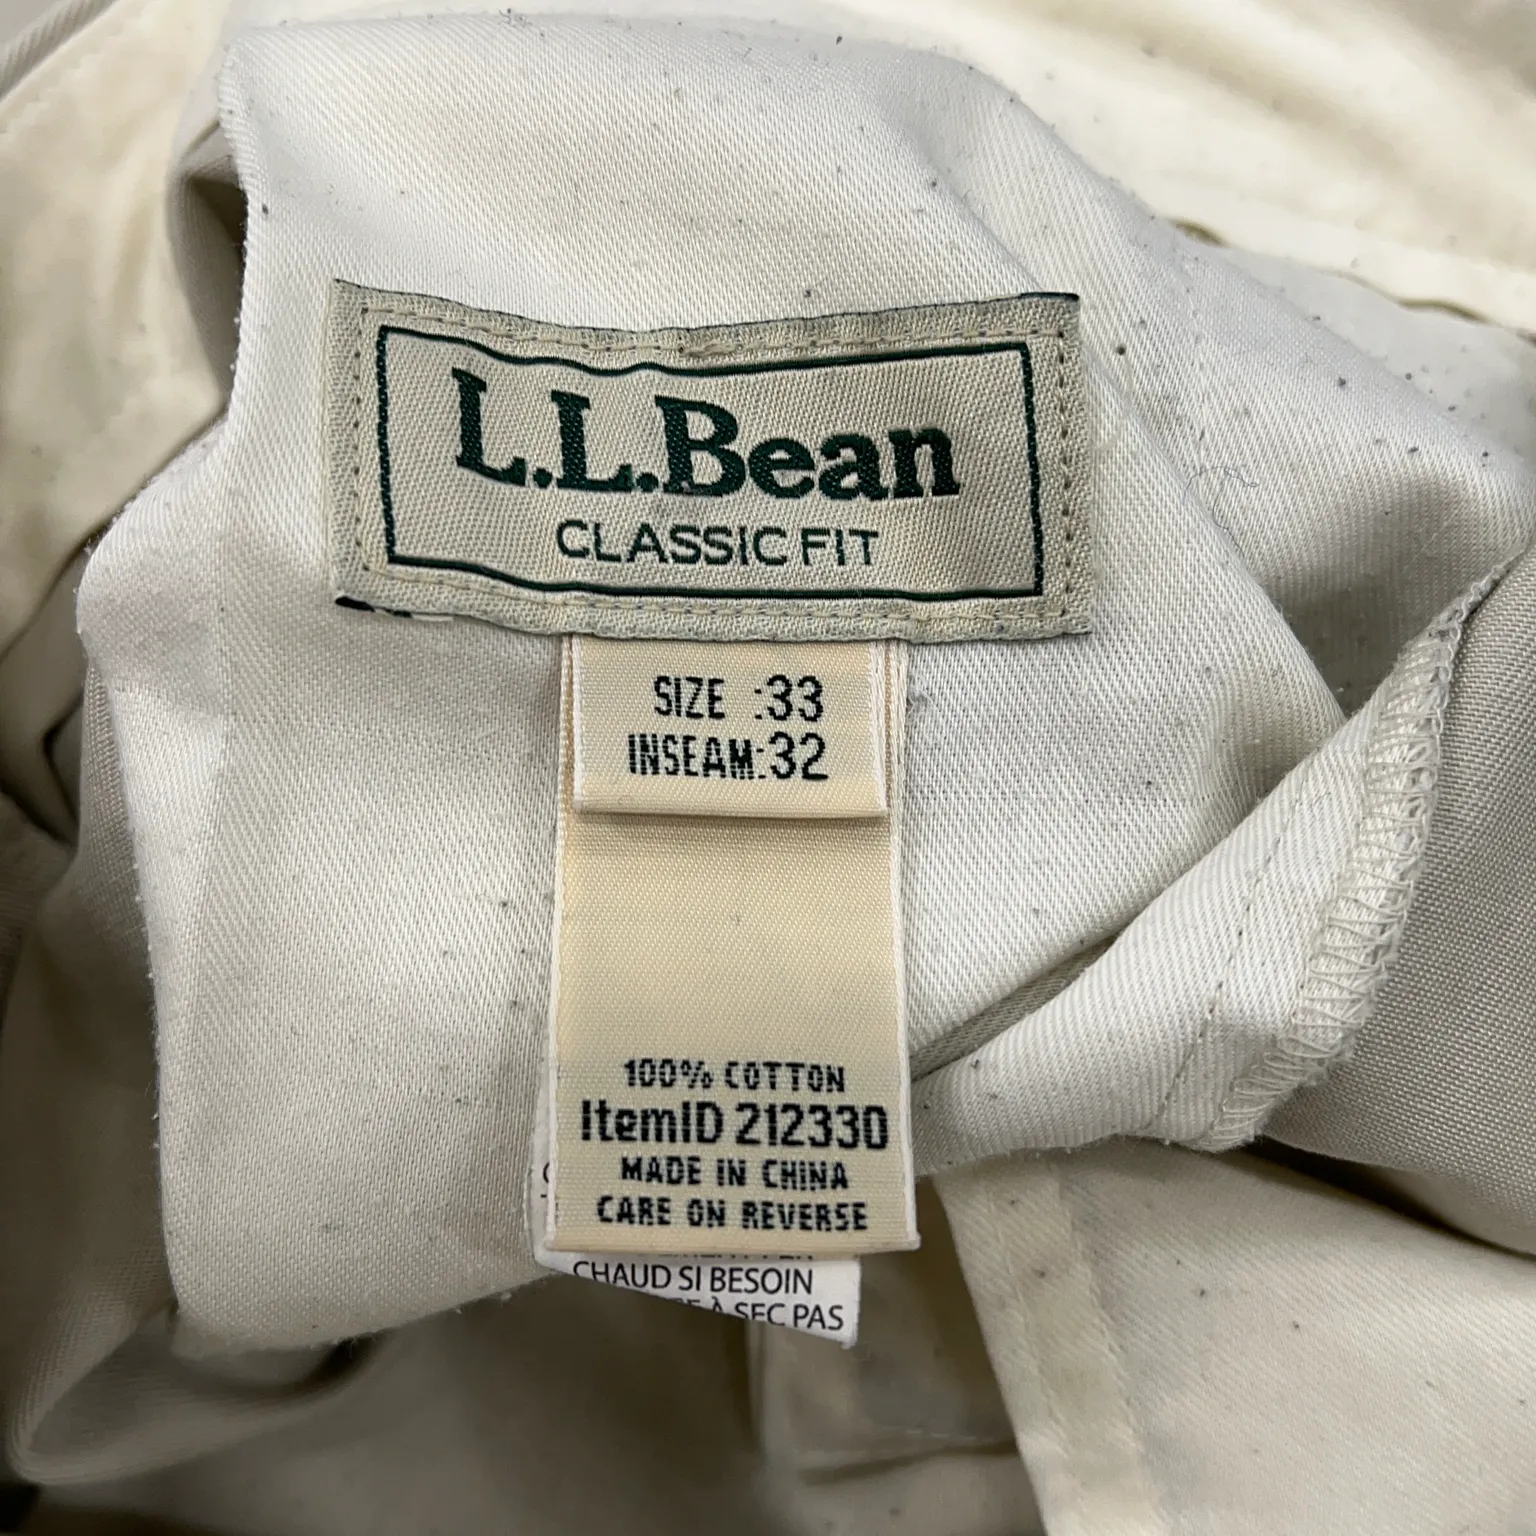 L.L.Bean
CLASSIC FIT
SIZE :33
INSEAM:32
100% COTTON
ItemID 212330
MADE IN CHINA
CARE ON REVERSE
CHAUD SI BESOIN
À SEC PAS